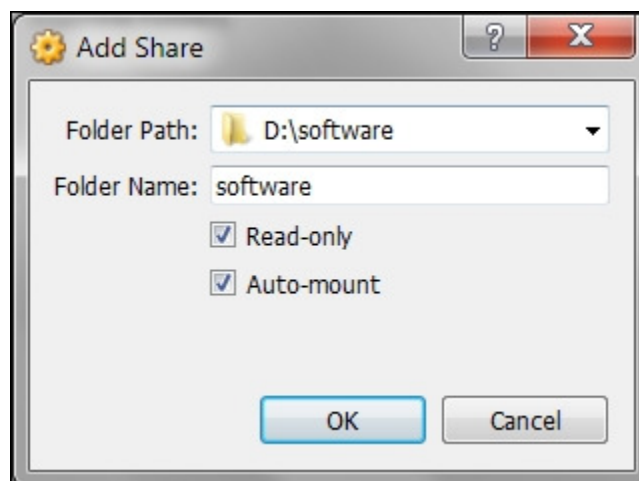 Add Share
Folder Path: D:\software
Folder Name: software
Read-only
Auto-mount
OK Cancel